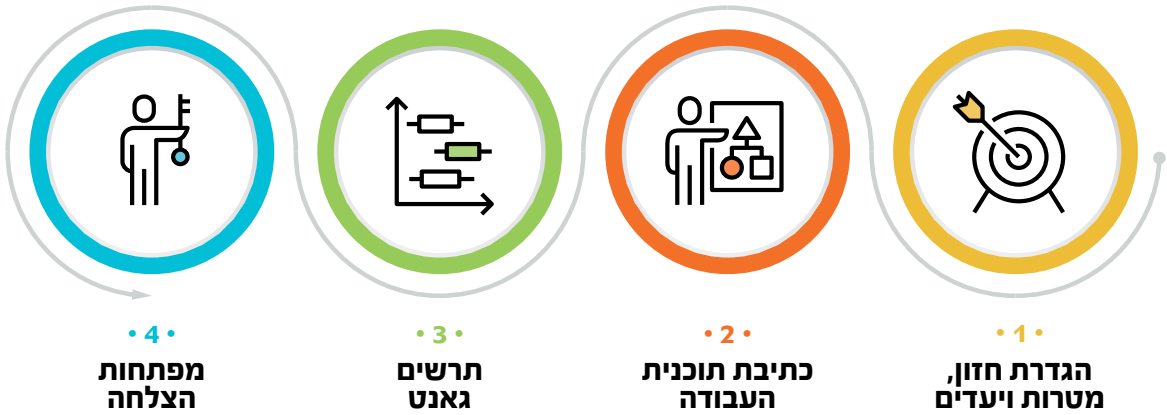 • 1 •
הגדרת חזון,
מטרות ויעדים
• 2 •
כתיבת תוכנית
העבודה
• 3 •
תרשים
גאנט
• 4 •
מפתחות
הצלחה